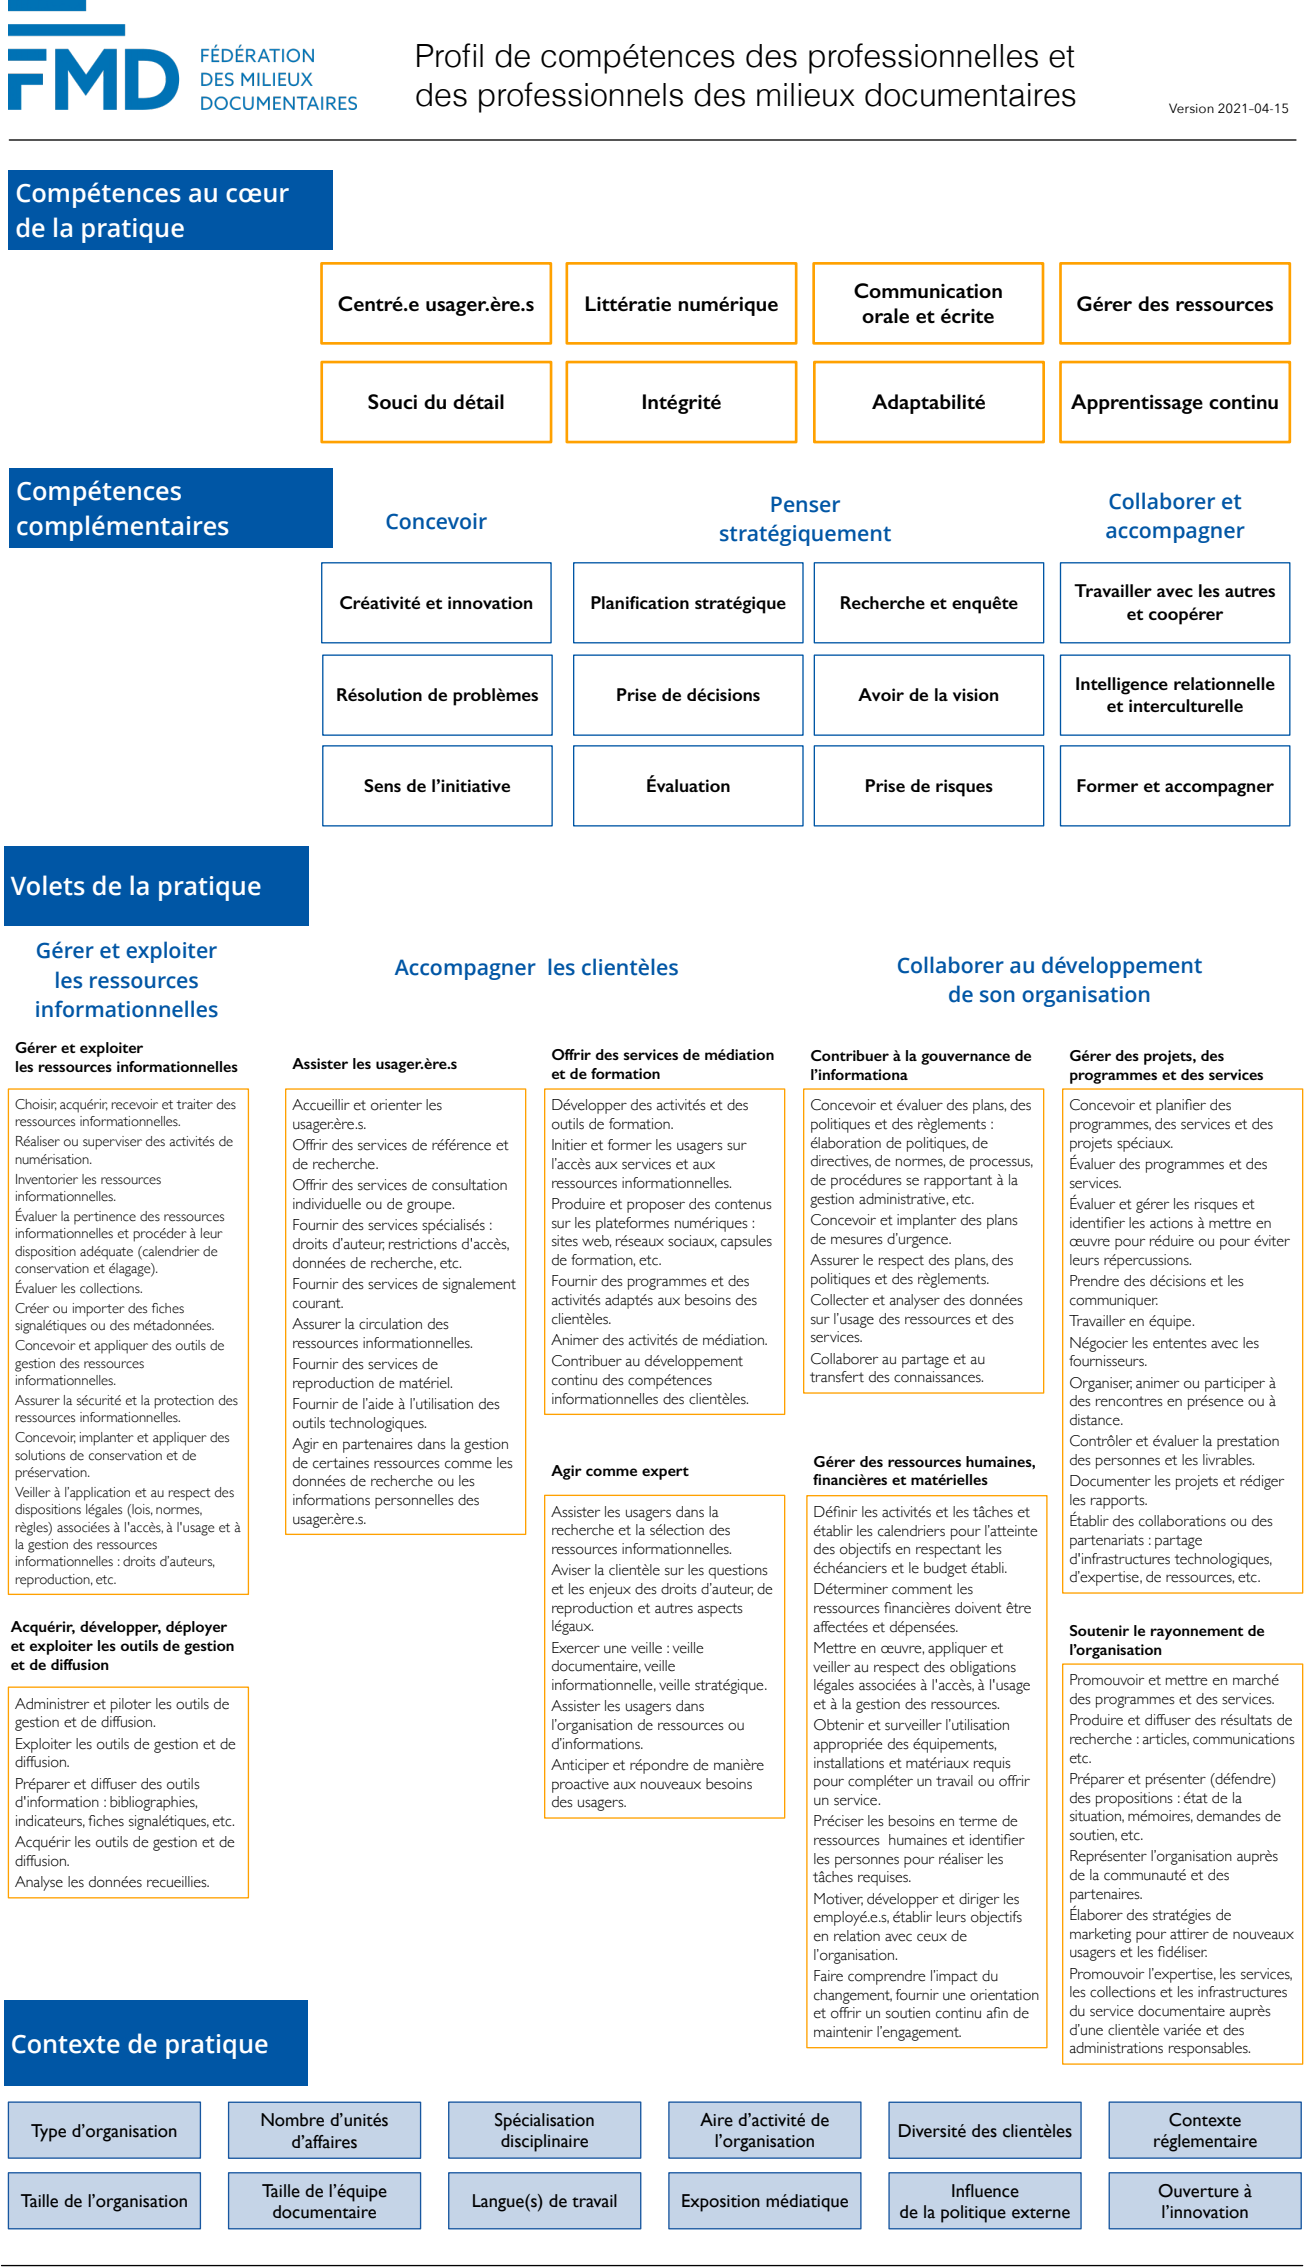 FMD
FÉDÉRATION
DES MILIEUX
DOCUMENTAIRES
Profil de compétences des professionnelles et
des professionnels des milieux documentaires
Version 2021-04-15
Compétences au cœur
de la pratique
Centré.e usager.ère.s
Littératie numérique
Communication
orale et écrite
Gérer des ressources
Souci du détail
Intégrité
Adaptabilité
Apprentissage continu
Compétences
complémentaires
Concevoir
Penser
stratégiquement
Collaborer et
accompagner
Créativité et innovation
Planification stratégique
Recherche et enquête
Travailler avec les autres
et coopérer
Résolution de problèmes
Prise de décisions
Avoir de la vision
Intelligence relationnelle
et interculturelle
Sens de l'initiative
Évaluation
Prise de risques
Former et accompagner
Volets de la pratique
Gérer et exploiter
les ressources
informationnelles
Accompagner les clientèles
Collaborer au développement
de son organisation
Gérer et exploiter
les ressources informationnelles
Choisir, acquérir, recevoir et traiter des
ressources informationnelles.
Réaliser ou superviser des activités de
numérisation.
Inventorier les ressources
informationnelles.
Évaluer la pertinence des ressources
informationnelles et procéder à leur
disposition adéquate (calendrier de
conservation et élagage).
Évaluer les collections.
Créer ou importer des fiches
signalétiques ou des métadonnées.
Concevoir et appliquer des outils de
gestion des ressources
informationnelles.
Assurer la sécurité et la protection des
ressources informationnelles.
Concevoir, implanter et appliquer des
solutions de conservation et de
préservation.
Veiller à l'application et au respect des
dispositions légales (lois, normes,
règles) associées à l'accès, à l'usage et à
la gestion des ressources
informationnelles : droits d'auteurs,
reproduction, etc.
Acquérir, développer, déployer
et exploiter les outils de gestion
et de diffusion
Administrer et piloter les outils de
gestion et de diffusion.
Exploiter les outils de gestion et de
diffusion.
Préparer et diffuser des outils
d'information : bibliographies,
indicateurs, fiches signalétiques, etc.
Acquérir les outils de gestion et de
diffusion.
Analyse les données recueillies.
Assister les usager.ère.s
Accueillir et orienter les
usager.ère.s.
Offrir des services de référence et
de recherche.
Offrir des services de consultation
individuelle ou de groupe.
Fournir des services spécialisés :
droits d'auteur, restrictions d'accès,
données de recherche, etc.
Fournir des services de signalement
courant.
Assurer la circulation des
ressources informationnelles.
Fournir des services de
reproduction de matériel.
Fournir de l'aide à l'utilisation des
outils technologiques.
Agir en partenaires dans la gestion
de certaines ressources comme les
données de recherche ou les
informations personnelles des
usager.ère.s.
Offrir des services de médiation
et de formation
Développer des activités et des
outils de formation.
Initier et former les usagers sur
l'accès aux services et aux
ressources informationnelles.
Produire et proposer des contenus
sur les plateformes numériques :
sites web, réseaux sociaux, capsules
de formation, etc.
Fournir des programmes et des
activités adaptés aux besoins des
clientèles.
Animer des activités de médiation.
Contribuer au développement
continu des compétences
informationnelles des clientèles.
Agir comme expert
Assister les usagers dans la
recherche et la sélection des
ressources informationnelles.
Aviser la clientèle sur les questions
et les enjeux des droits d'auteur, de
reproduction et autres aspects
légaux.
Exercer une veille : veille
documentaire, veille
informationnelle, veille stratégique.
Assister les usagers dans
l'organisation de ressources ou
d'informations.
Anticiper et répondre de manière
proactive aux nouveaux besoins
des usagers.
Contribuer à la gouvernance de
l'informationa
Concevoir et évaluer des plans, des
politiques et des règlements :
élaboration de politiques, de
directives, de normes, de processus,
de procédures se rapportant à la
gestion administrative, etc.
Concevoir et implanter des plans
de mesures d'urgence.
Assurer le respect des plans, des
politiques et des règlements.
Collecter et analyser des données
sur l'usage des ressources et des
services.
Collaborer au partage et au
transfert des connaissances.
Gérer des ressources humaines,
financières et matérielles
Définir les activités et les tâches et
établir les calendriers pour l'atteinte
des objectifs en respectant les
échéanciers et le budget établi.
Déterminer comment les
ressources financières doivent être
affectées et dépensées.
Mettre en œuvre, appliquer et
veiller au respect des obligations
légales associées à l'accès, à l'usage
et à la gestion des ressources.
Obtenir et surveiller l'utilisation
appropriée des équipements,
installations et matériaux requis
pour compléter un travail ou offrir
un service.
Préciser les besoins en terme de
ressources humaines et identifier
les personnes pour réaliser les
tâches requises.
Motiver, développer et diriger les
employé.e.s, établir leurs objectifs
en relation avec ceux de
l'organisation.
Faire comprendre l'impact du
changement, fournir une orientation
et offrir un soutien continu afin de
maintenir l'engagement.
Gérer des projets, des
programmes et des services
Concevoir et planifier des
programmes, des services et des
projets spéciaux.
Évaluer des programmes et des
services.
Évaluer et gérer les risques et
identifier les actions à mettre en
œuvre pour réduire ou pour éviter
leurs répercussions.
Prendre des décisions et les
communiquer.
Travailler en équipe.
Négocier les ententes avec les
fournisseurs.
Organiser, animer ou participer à
des rencontres en présence ou à
distance.
Contrôler et évaluer la prestation
des personnes et les livrables.
Documenter les projets et rédiger
les rapports.
Établir des collaborations ou des
partenariats : partage
d'infrastructures technologiques,
d'expertise, de ressources, etc.
Soutenir le rayonnement de
l'organisation
Promouvoir et mettre en marché
des programmes et des services.
Produire et diffuser des résultats de
recherche : articles, communications
etc.
Préparer et présenter (défendre)
des propositions : état de la
situation, mémoires, demandes de
soutien, etc.
Représenter l'organisation auprès
de la communauté et des
partenaires.
Élaborer des stratégies de
marketing pour attirer de nouveaux
usagers et les fidéliser.
Promouvoir l'expertise, les services,
les collections et les infrastructures
du service documentaire auprès
d'une clientèle variée et des
administrations responsables.
Contexte de pratique
Type d'organisation
Nombre d'unités
d'affaires
Spécialisation
disciplinaire
Aire d'activité de
l'organisation
Diversité des clientèles
Contexte
réglementaire
Taille de l'organisation
Taille de l'équipe
documentaire
Langue(s) de travail
Exposition médiatique
Influence
de la politique externe
Ouverture à
l'innovation